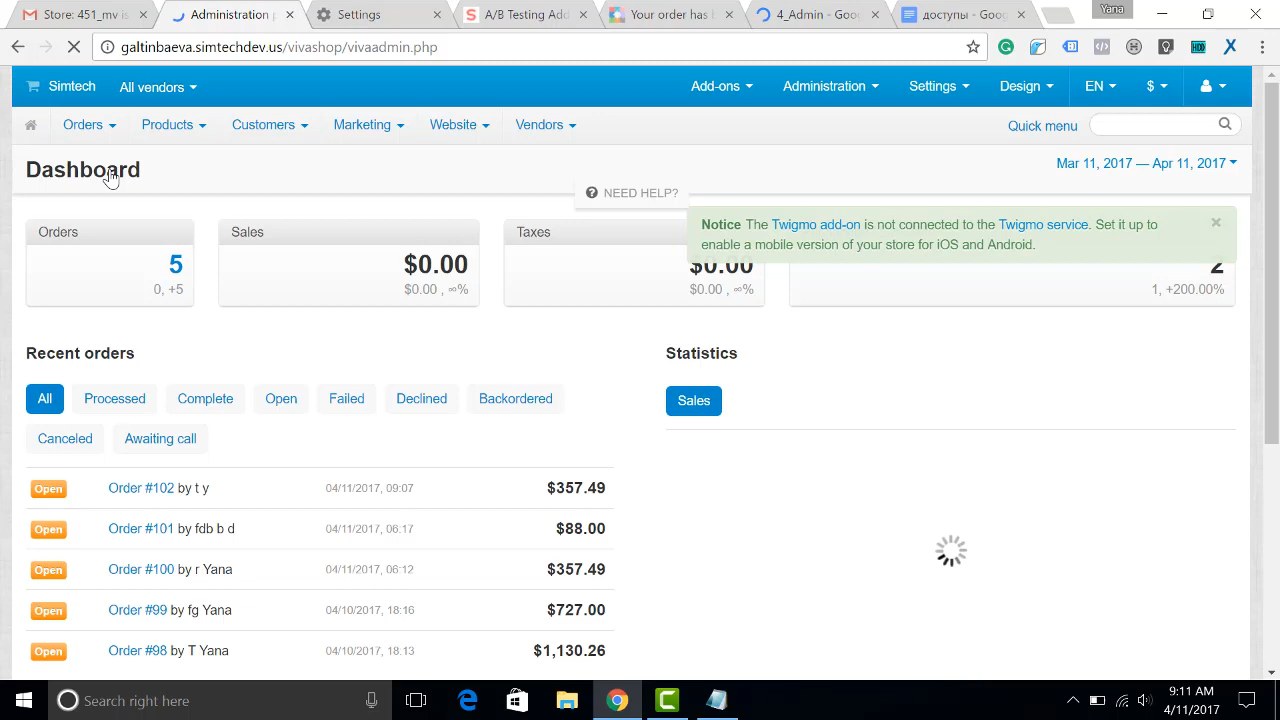 Store: 451_mv is
Administration p
Settings
A/B Testing Add
Your order has b
4_Admin - Goog
доступы - Goog
Yana
galtinbaeva.simtechdev.us/vivashop/vivaadmin.php
Simtech
All vendors
Add-ons
Administration
Settings
Design
EN
$
Orders
Products
Customers
Marketing
Website
Vendors
Quick menu
Dashboard
Mar 11, 2017 — Apr 11, 2017
NEED HELP?
Notice The Twigmo add-on is not connected to the Twigmo service. Set it up to
enable a mobile version of your store for iOS and Android.
Orders
5
0, +5
Sales
$0.00
$0.00 , ∞%
Taxes
$0.00
$0.00 , ∞%
2
1, +200.00%
Recent orders
All
Processed
Complete
Open
Failed
Declined
Backordered
Canceled
Awaiting call
Open Order #102 by t y 04/11/2017, 09:07 $357.49
Open Order #101 by fdb b d 04/11/2017, 06:17 $88.00
Open Order #100 by r Yana 04/11/2017, 06:12 $357.49
Open Order #99 by fg Yana 04/10/2017, 18:16 $727.00
Open Order #98 by T Yana 04/10/2017, 18:13 $1,130.26
Statistics
Sales
Search right here
9:11 AM
4/11/2017